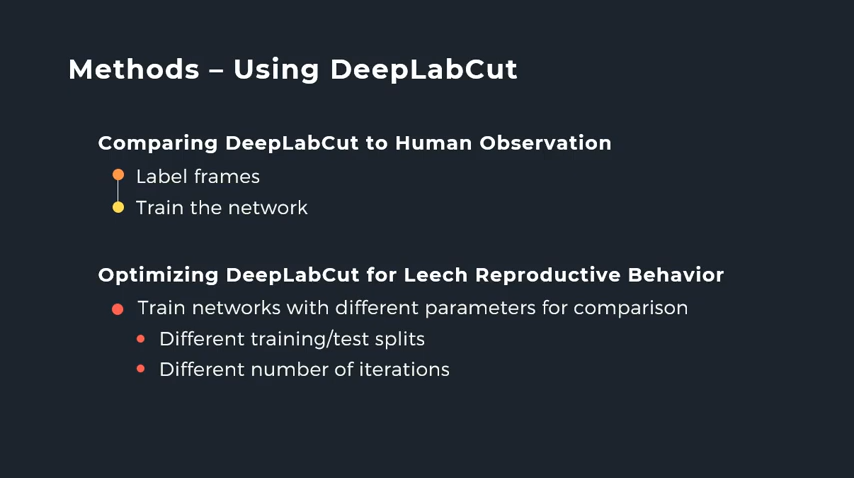 Methods – Using DeepLabCut
Comparing DeepLabCut to Human Observation
Label frames
Train the network
Optimizing DeepLabCut for Leech Reproductive Behavior
Train networks with different parameters for comparison
Different training/test splits
Different number of iterations